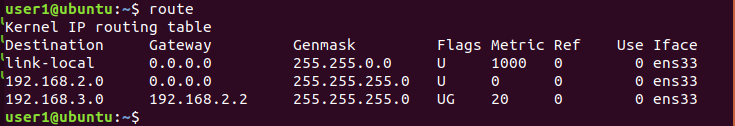 user1@ubuntu:~$ route
Kernel IP routing table
Destination     Gateway         Genmask         Flags Metric Ref    Use Iface
link-local      0.0.0.0         255.255.0.0     U     1000   0        0 ens33
192.168.2.0     0.0.0.0         255.255.255.0   U     0      0        0 ens33
192.168.3.0     192.168.2.2     255.255.255.0   UG    20     0        0 ens33
user1@ubuntu:~$